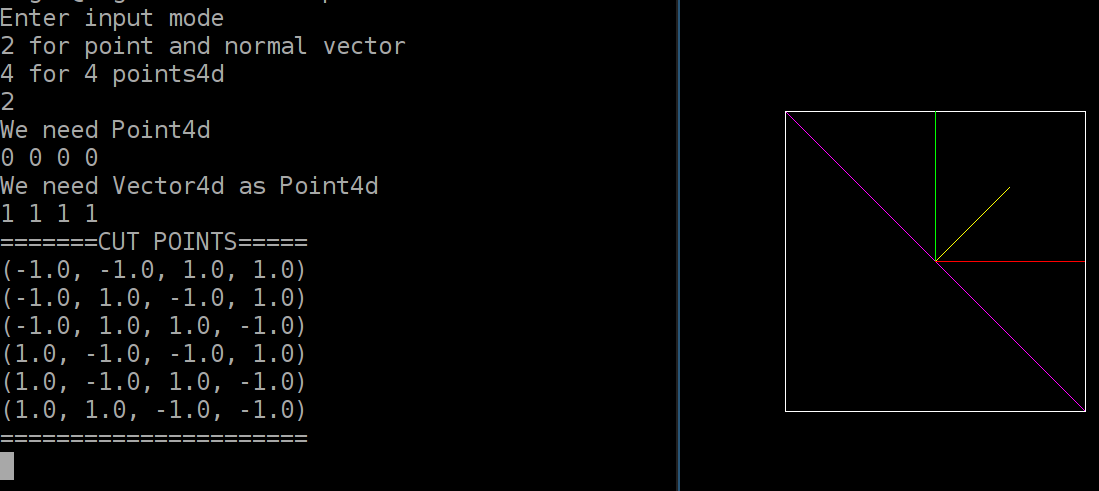 Enter input mode
2 for point and normal vector
4 for 4 points4d
2
We need Point4d
0 0 0 0
We need Vector4d as Point4d
1 1 1 1
=======CUT POINTS=====
(-1.0, -1.0, 1.0, 1.0)
(-1.0, 1.0, -1.0, 1.0)
(-1.0, 1.0, 1.0, -1.0)
(1.0, -1.0, -1.0, 1.0)
(1.0, -1.0, 1.0, -1.0)
(1.0, 1.0, -1.0, -1.0)
======================